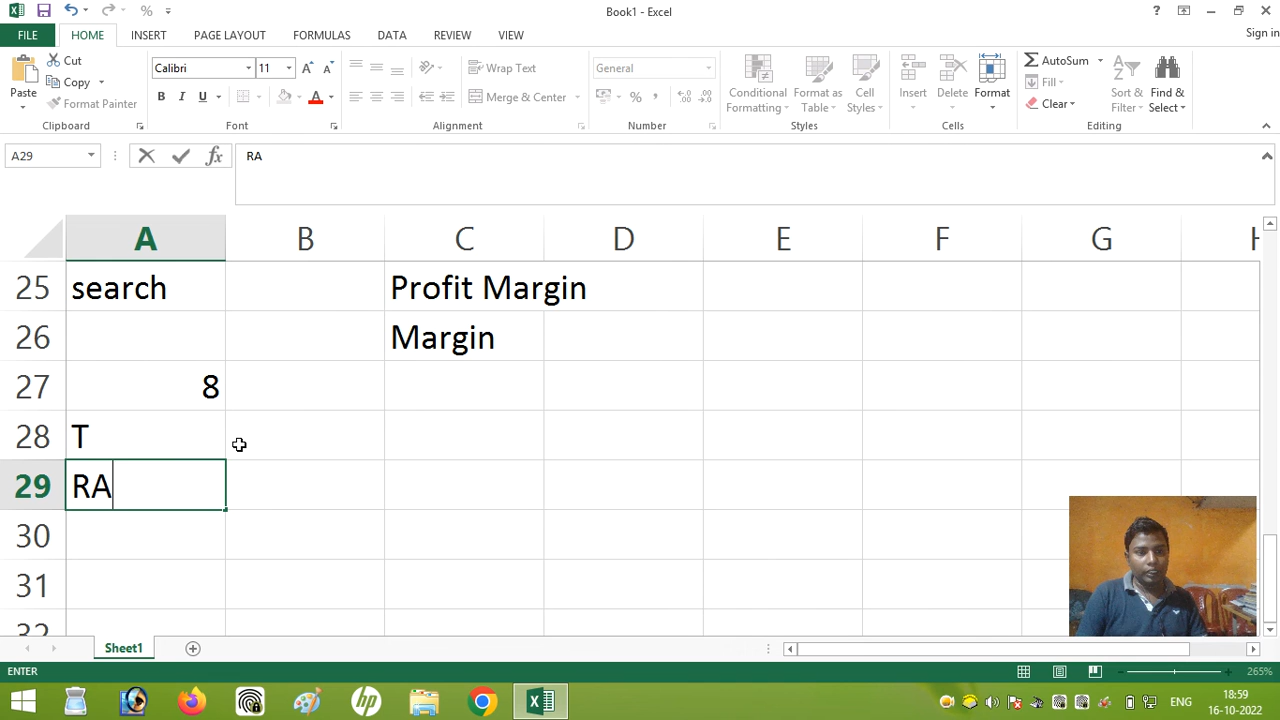 Book1 - Excel
Sign in
FILE HOME INSERT PAGE LAYOUT FORMULAS DATA REVIEW VIEW
Paste
Cut
Copy
Format Painter
Clipboard
Calibri 11
B I U
Font
Wrap Text
Merge & Center
Alignment
General
Number
Conditional Formatting
Format as Table
Cell Styles
Styles
Insert
Delete
Format
Cells
AutoSum
Fill
Clear
Sort & Filter
Find & Select
Editing
A29
fx
RA
A B C D E F G H
25 search Profit Margin
26 Margin
27 8
28 T
29 RA
30
31
32
Sheet1
ENTER
265%
hp
ENG
18:59
16-10-2022